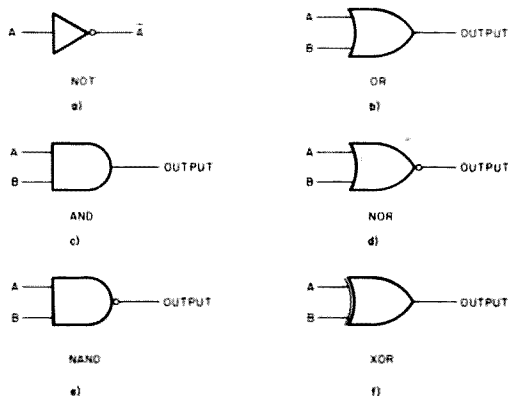 A Ā
NOT
a)
A
B
OUTPUT
OR
b)
A
B
OUTPUT
AND
c)
A
B
OUTPUT
NOR
d)
A
B
OUTPUT
NAND
e)
A
B
OUTPUT
XOR
f)